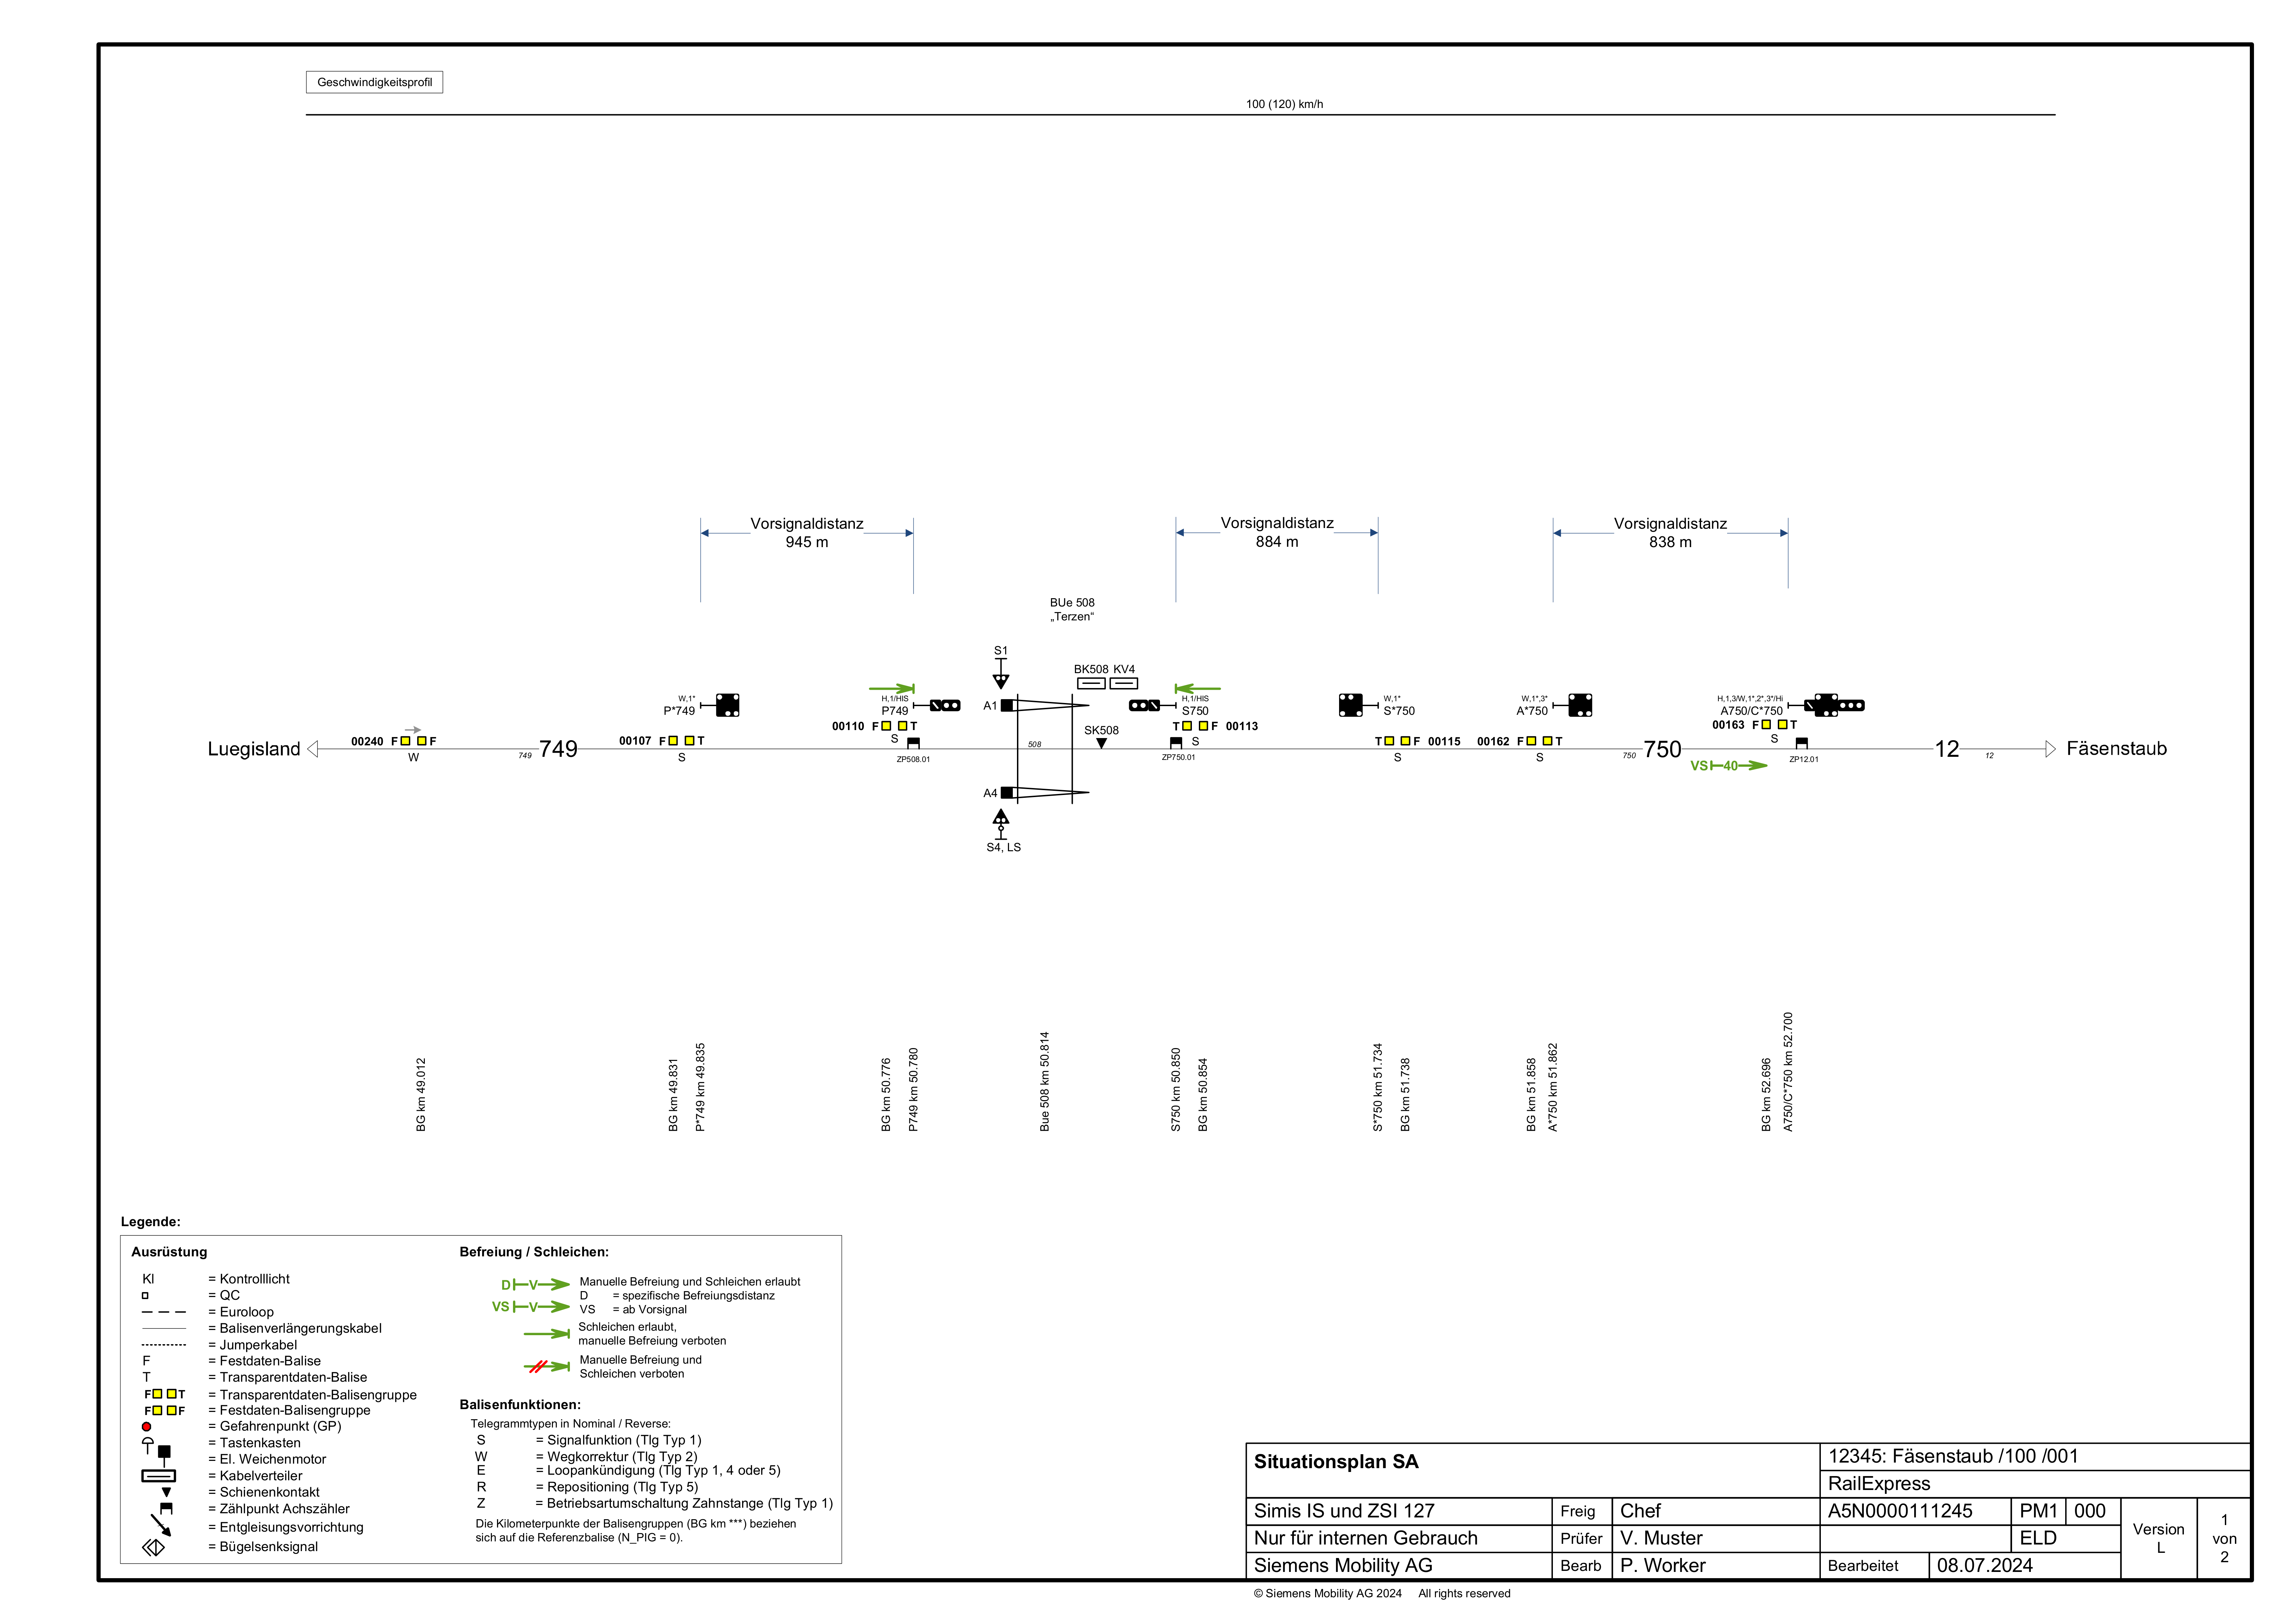 Geschwindigkeitsprofil
100 (120) km/h
Vorsignaldistanz
945 m
Vorsignaldistanz
884 m
Vorsignaldistanz
838 m
BUe 508
„Terzen“
S1
BK508 KV4
W,1*
P*749
H,1/HIS
P749
A1
H,1/HIS
S750
W,1*
S*750
W,1*,3*
A*750
H,1,3/W,1*,2*,3*/Hi
A750/C*750
00110 F T
S
SK508
T F 00113
S
00163 F T
S
Luegisland
00240 F F
W
749
749
00107 F T
S
ZP508.01
508
ZP750.01
T F 00115
S
00162 F T
S
750
750
VS 40
ZP12.01
12
12
Fäsenstaub
A4
S4, LS
BG km 49.012
BG km 49.831
P*749 km 49.835
BG km 50.776
P749 km 50.780
Bue 508 km 50.814
S750 km 50.850
BG km 50.854
S*750 km 51.734
BG km 51.738
BG km 51.858
A*750 km 51.862
BG km 52.696
A750/C*750 km 52.700
Legende:
Ausrüstung
Kl = Kontrolllicht
= QC
= Euroloop
= Balisenverlängerungskabel
= Jumperkabel
F = Festdaten-Balise
T = Transparentdaten-Balise
F T = Transparentdaten-Balisengruppe
F F = Festdaten-Balisengruppe
= Gefahrenpunkt (GP)
= Tastenkasten
= El. Weichenmotor
= Kabelverteiler
= Schienenkontakt
= Zählpunkt Achszähler
= Entgleisungsvorrichtung
= Bügelsenksignal
Befreiung / Schleichen:
D V Manuelle Befreiung und Schleichen erlaubt
D = spezifische Befreiungsdistanz
VS V VS = ab Vorsignal
Schleichen erlaubt,
manuelle Befreiung verboten
Manuelle Befreiung und
Schleichen verboten
Balisenfunktionen:
Telegrammtypen in Nominal / Reverse:
S = Signalfunktion (Tlg Typ 1)
W = Wegkorrektur (Tlg Typ 2)
E = Loopankündigung (Tlg Typ 1, 4 oder 5)
R = Repositioning (Tlg Typ 5)
Z = Betriebsartumschaltung Zahnstange (Tlg Typ 1)
Die Kilometerpunkte der Balisengruppen (BG km ***) beziehen
sich auf die Referenzbalise (N_PIG = 0).
Situationsplan SA
12345: Fäsenstaub /100 /001
RailExpress
Simis IS und ZSI 127 Freig Chef A5N0000111245 PM1 000
Nur für internen Gebrauch Prüfer V. Muster ELD
Siemens Mobility AG Bearb P. Worker Bearbeitet 08.07.2024
Version
L
1
von
2
© Siemens Mobility AG 2024 All rights reserved